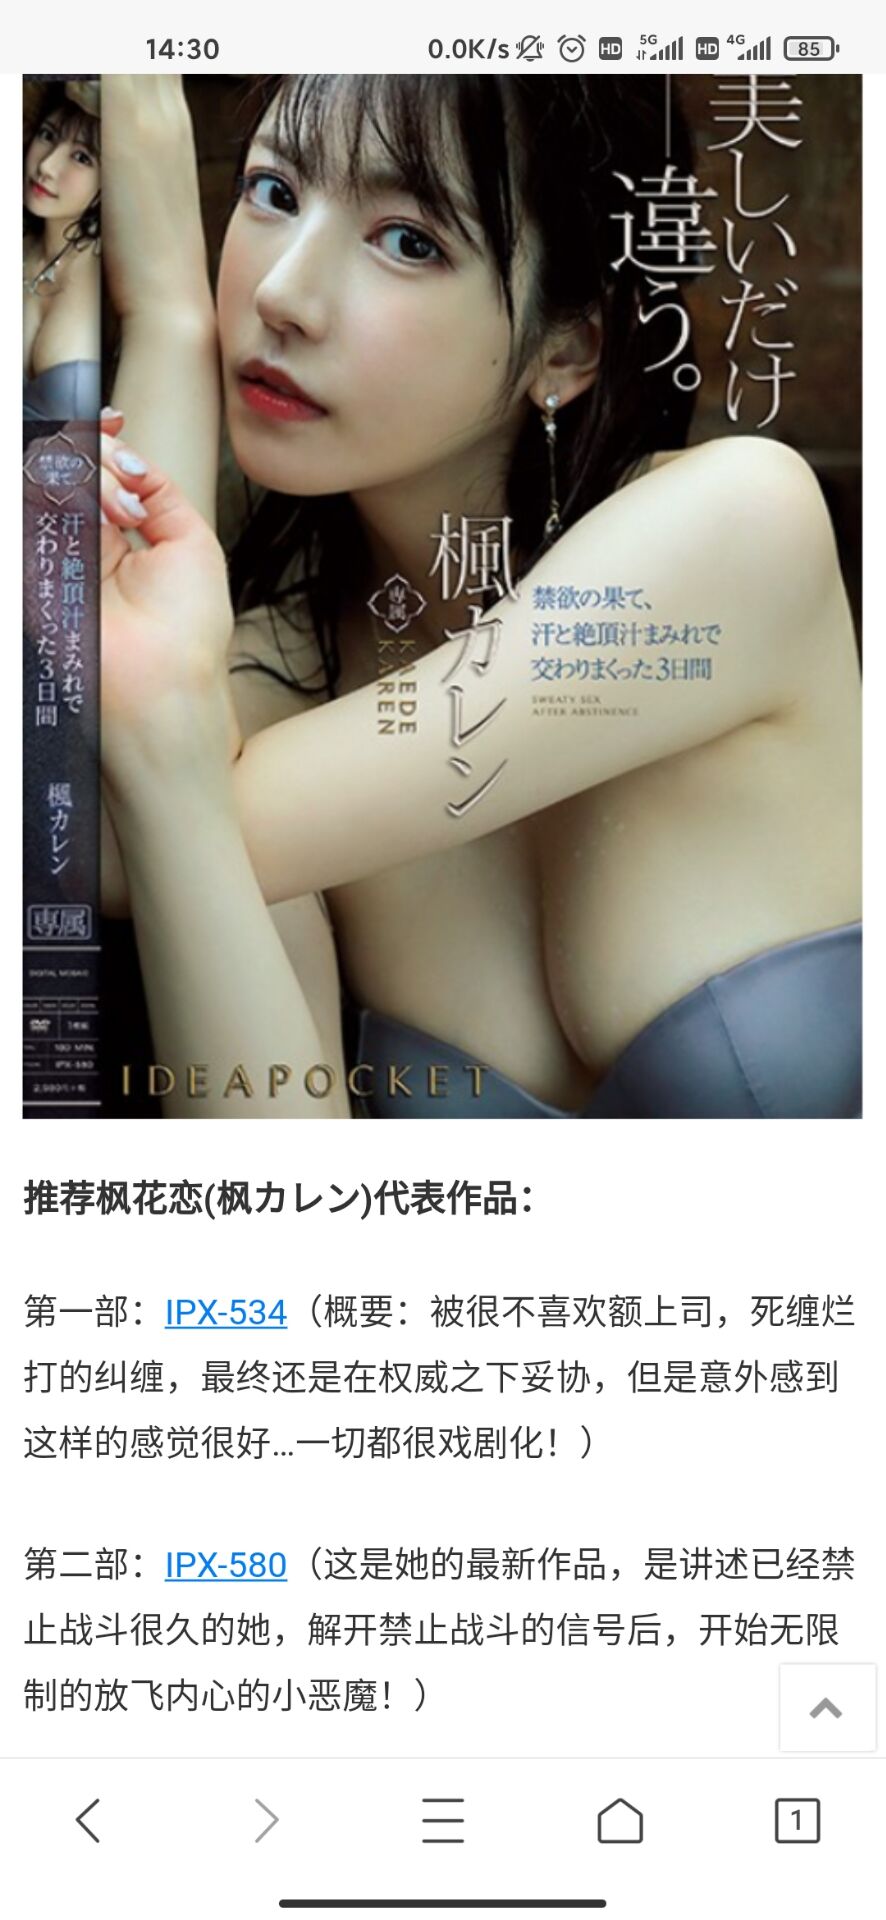 14:30
0.0K/s
HD
5G
HD
4G
85
美しいだけ
違う。
禁欲の
果て、
汗と絶頂汁まみれで
交わりまくった3日間
楓カレン
専属
楓カレン
専属
KAEDE
KAREN
禁欲の果て、
汗と絶頂汁まみれで
交わりまくった3日間
SWEATY SEX
AFTER ABSTINENCE
DIGITAL MOSAIC
180 MIN
IPX-580
IDEAPOCKET
推荐枫花恋(枫カレン)代表作品：
第一部：IPX-534（概要：被很不喜欢额上司，死缠烂
打的纠缠，最终还是在权威之下妥协，但是意外感到
这样的感觉很好...一切都很戏剧化！）
第二部：IPX-580（这是她的最新作品，是讲述已经禁
止战斗很久的她，解开禁止战斗的信号后，开始无限
制的放飞内心的小恶魔！）
1